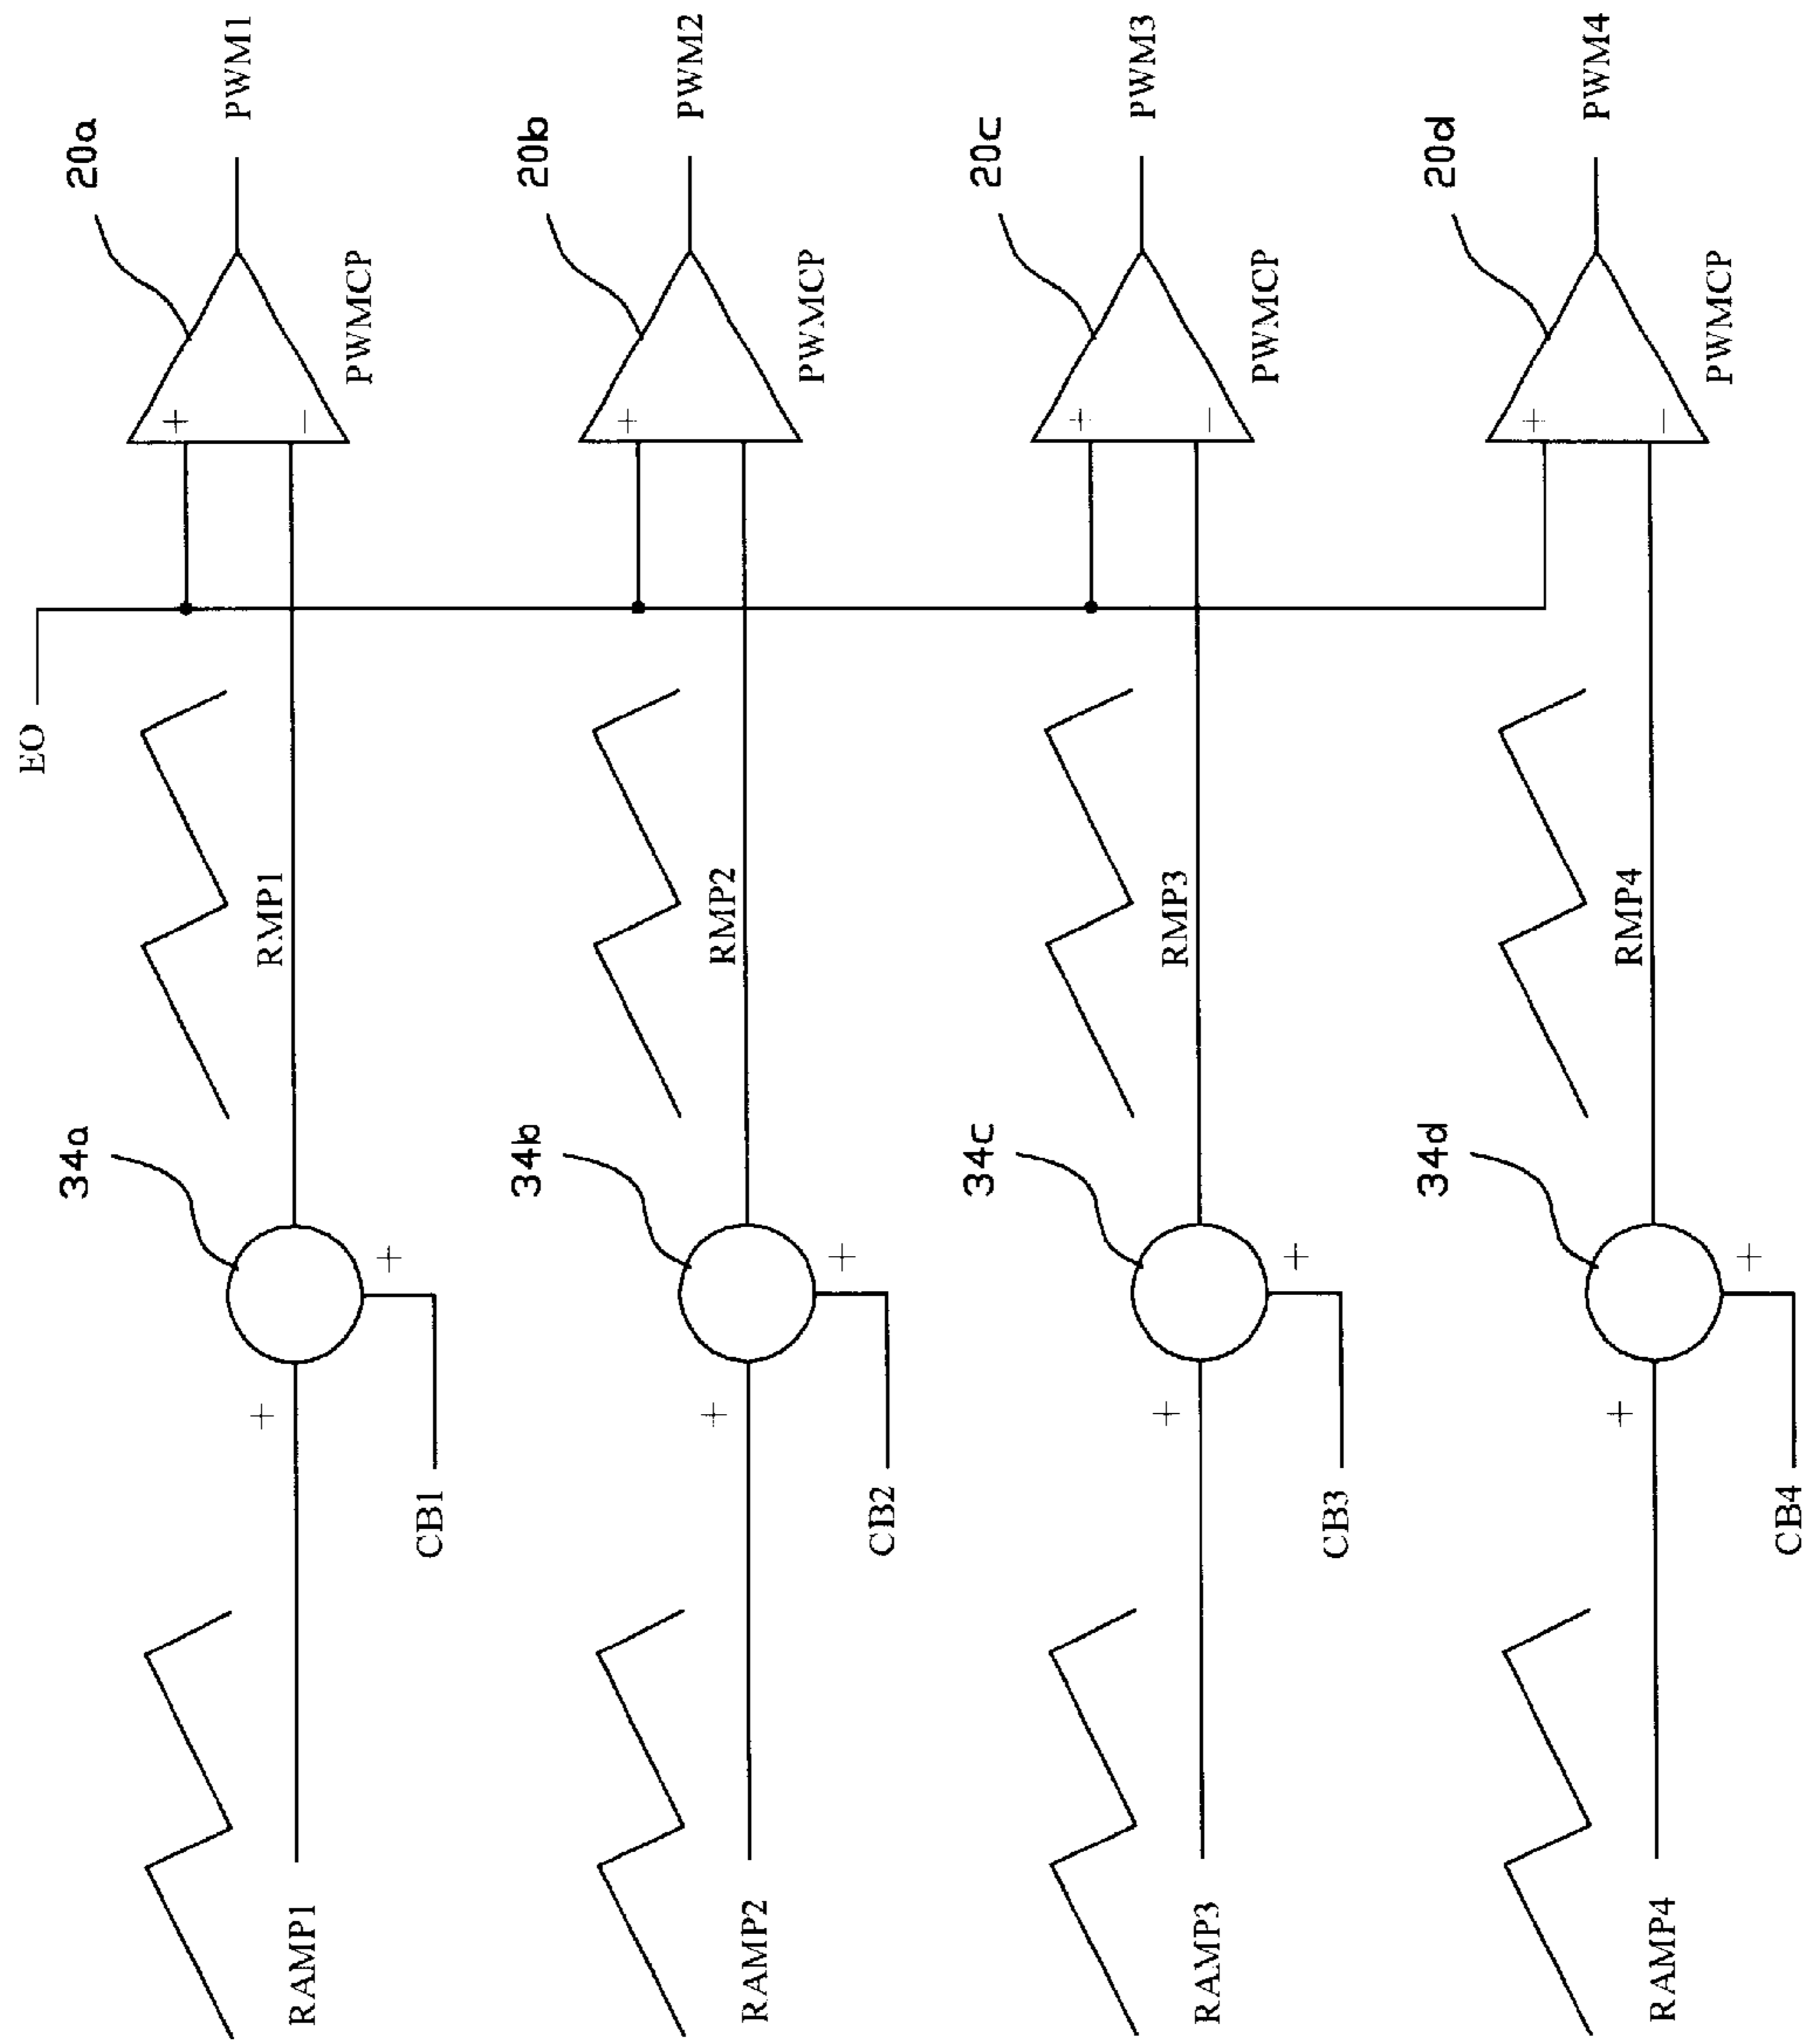 EO
34a
20a
RAMP1
+
+
CB1
RMP1
+
−
PWMCP
PWM1
34b
20b
RAMP2
+
+
CB2
RMP2
+
PWMCP
PWM2
34c
20c
RAMP3
+
+
CB3
RMP3
+
−
PWMCP
PWM3
34d
20d
RAMP4
+
+
CB4
RMP4
+
−
PWMCP
PWM4